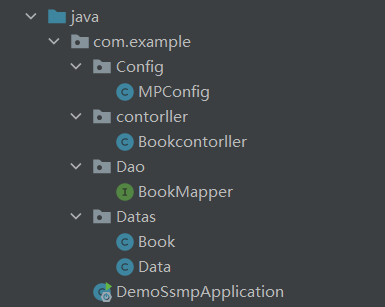 java
com.example
Config
MPConfig
contorller
Bookcontorller
Dao
BookMapper
Datas
Book
Data
DemoSsmpApplication